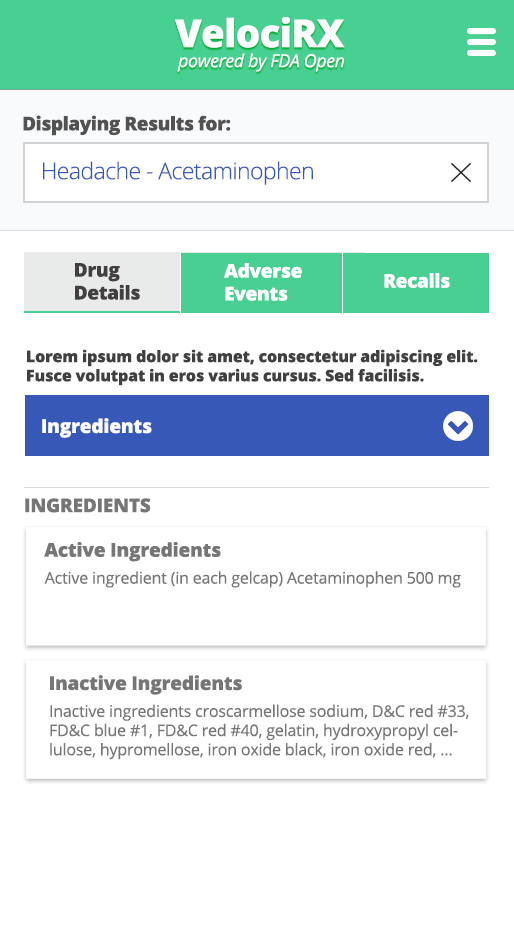 VelociRX
powered by FDA Open
Displaying Results for:
Headache - Acetaminophen
Drug
Details
Adverse
Events
Recalls
Lorem ipsum dolor sit amet, consectetur adipiscing elit.
Fusce volutpat in eros varius cursus. Sed facilisis.
Ingredients
INGREDIENTS
Active Ingredients
Active ingredient (in each gelcap) Acetaminophen 500 mg
Inactive Ingredients
Inactive ingredients croscarmellose sodium, D&C red #33,
FD&C blue #1, FD&C red #40, gelatin, hydroxypropyl cel-
lulose, hypromellose, iron oxide black, iron oxide red, ...